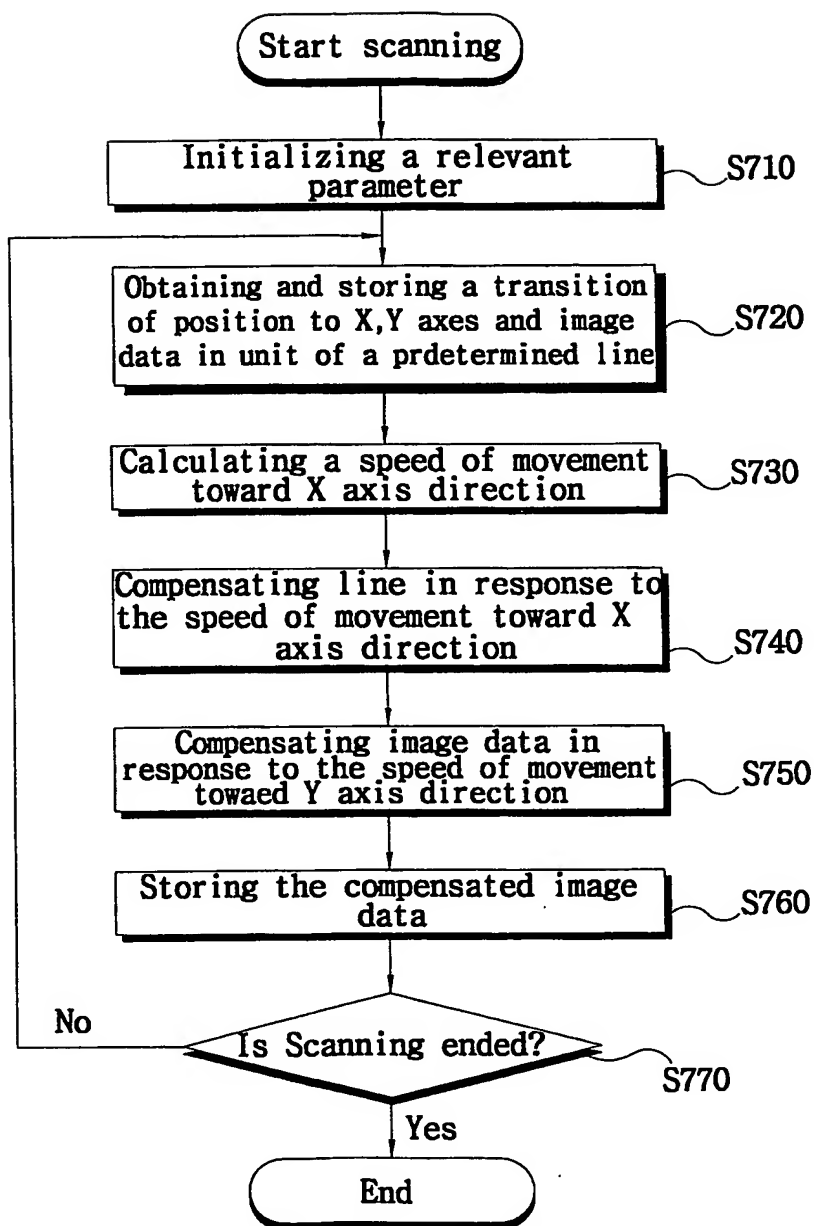 Start scanning
Initializing a relevant
parameter
S710
Obtaining and storing a transition
of position to X,Y axes and image
data in unit of a prdetermined line
S720
Calculating a speed of movement
toward X axis direction
S730
Compensating line in response to
the speed of movement toward X
axis direction
S740
Compensating image data in
response to the speed of movement
towaed Y axis direction
S750
Storing the compensated image
data
S760
No
Is Scanning ended?
S770
Yes
End